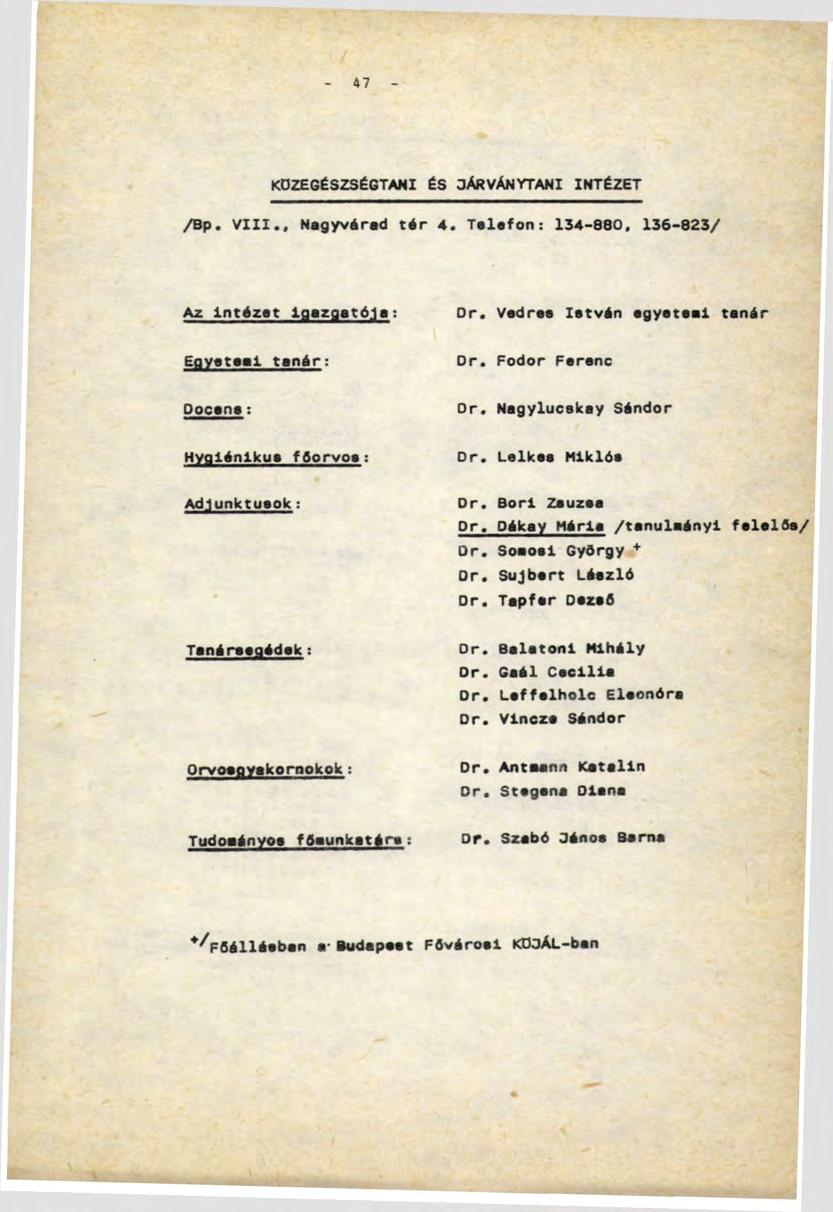 - 47 -
KÖZEGÉSZSÉGTANI ÉS JÁRVÁNYTANI INTÉZET
/Bp. VIII., Nagyvárad tér 4. Telefon: 134-880, 136-823/
Az intézet igazgatója: Dr. Vedres István egyetemi tanár
Egyetemi tanár: Dr. Fodor Ferenc
Docens: Dr. Nagylucskay Sándor
Hygiénikus főorvos: Dr. Lelkes Miklós
Adjunktusok: Dr. Bori Zsuzsa
Dr. Dákay Mária /tanulmányi felelős/
Dr. Somosi György +
Dr. Sujbert László
Dr. Tapfer Dezső
Tanársegédek: Dr. Balatoni Mihály
Dr. Gaál Cecilia
Dr. Leffelholc Eleonóra
Dr. Vincze Sándor
Orvosgyakornokok: Dr. Antmann Katalin
Dr. Stegena Diana
Tudományos főmunkatárs: Dr. Szabó János Barna
+/Főállásban a Budapest Fővárosi KÖJÁL-ban